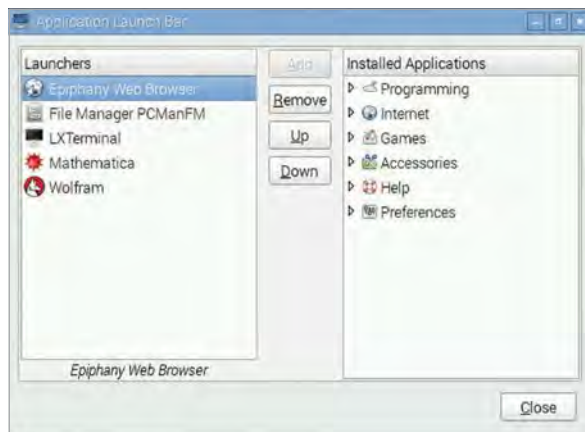 Application Launch Bar
Launchers
Epiphany Web Browser
File Manager PCManFM
LXTerminal
Mathematica
Wolfram
Epiphany Web Browser
Add
Remove
Up
Down
Installed Applications
Programming
Internet
Games
Accessories
Help
Preferences
Close